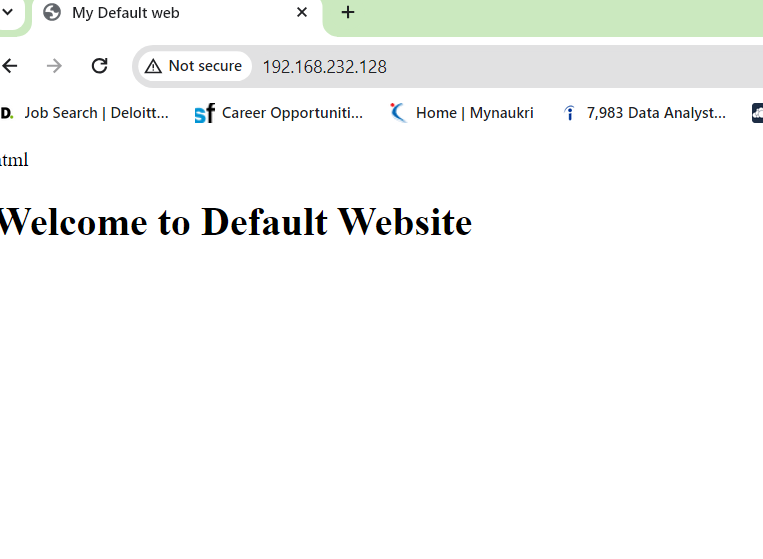 My Default web
Not secure 192.168.232.128
D. Job Search | Deloitt... sf Career Opportuniti... Home | Mynaukri 7,983 Data Analyst...
tml
Welcome to Default Website